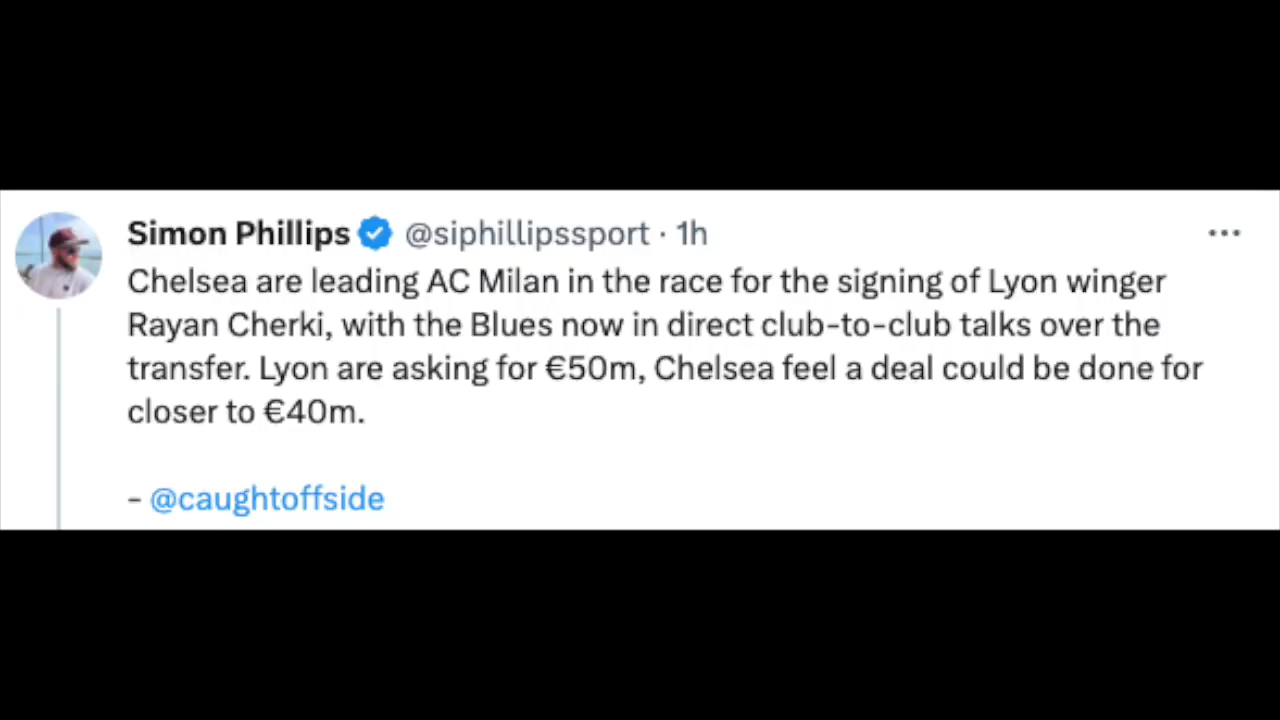 Simon Phillips @siphillipssport · 1h
Chelsea are leading AC Milan in the race for the signing of Lyon winger
Rayan Cherki, with the Blues now in direct club-to-club talks over the
transfer. Lyon are asking for €50m, Chelsea feel a deal could be done for
closer to €40m.
- @caughtoffside